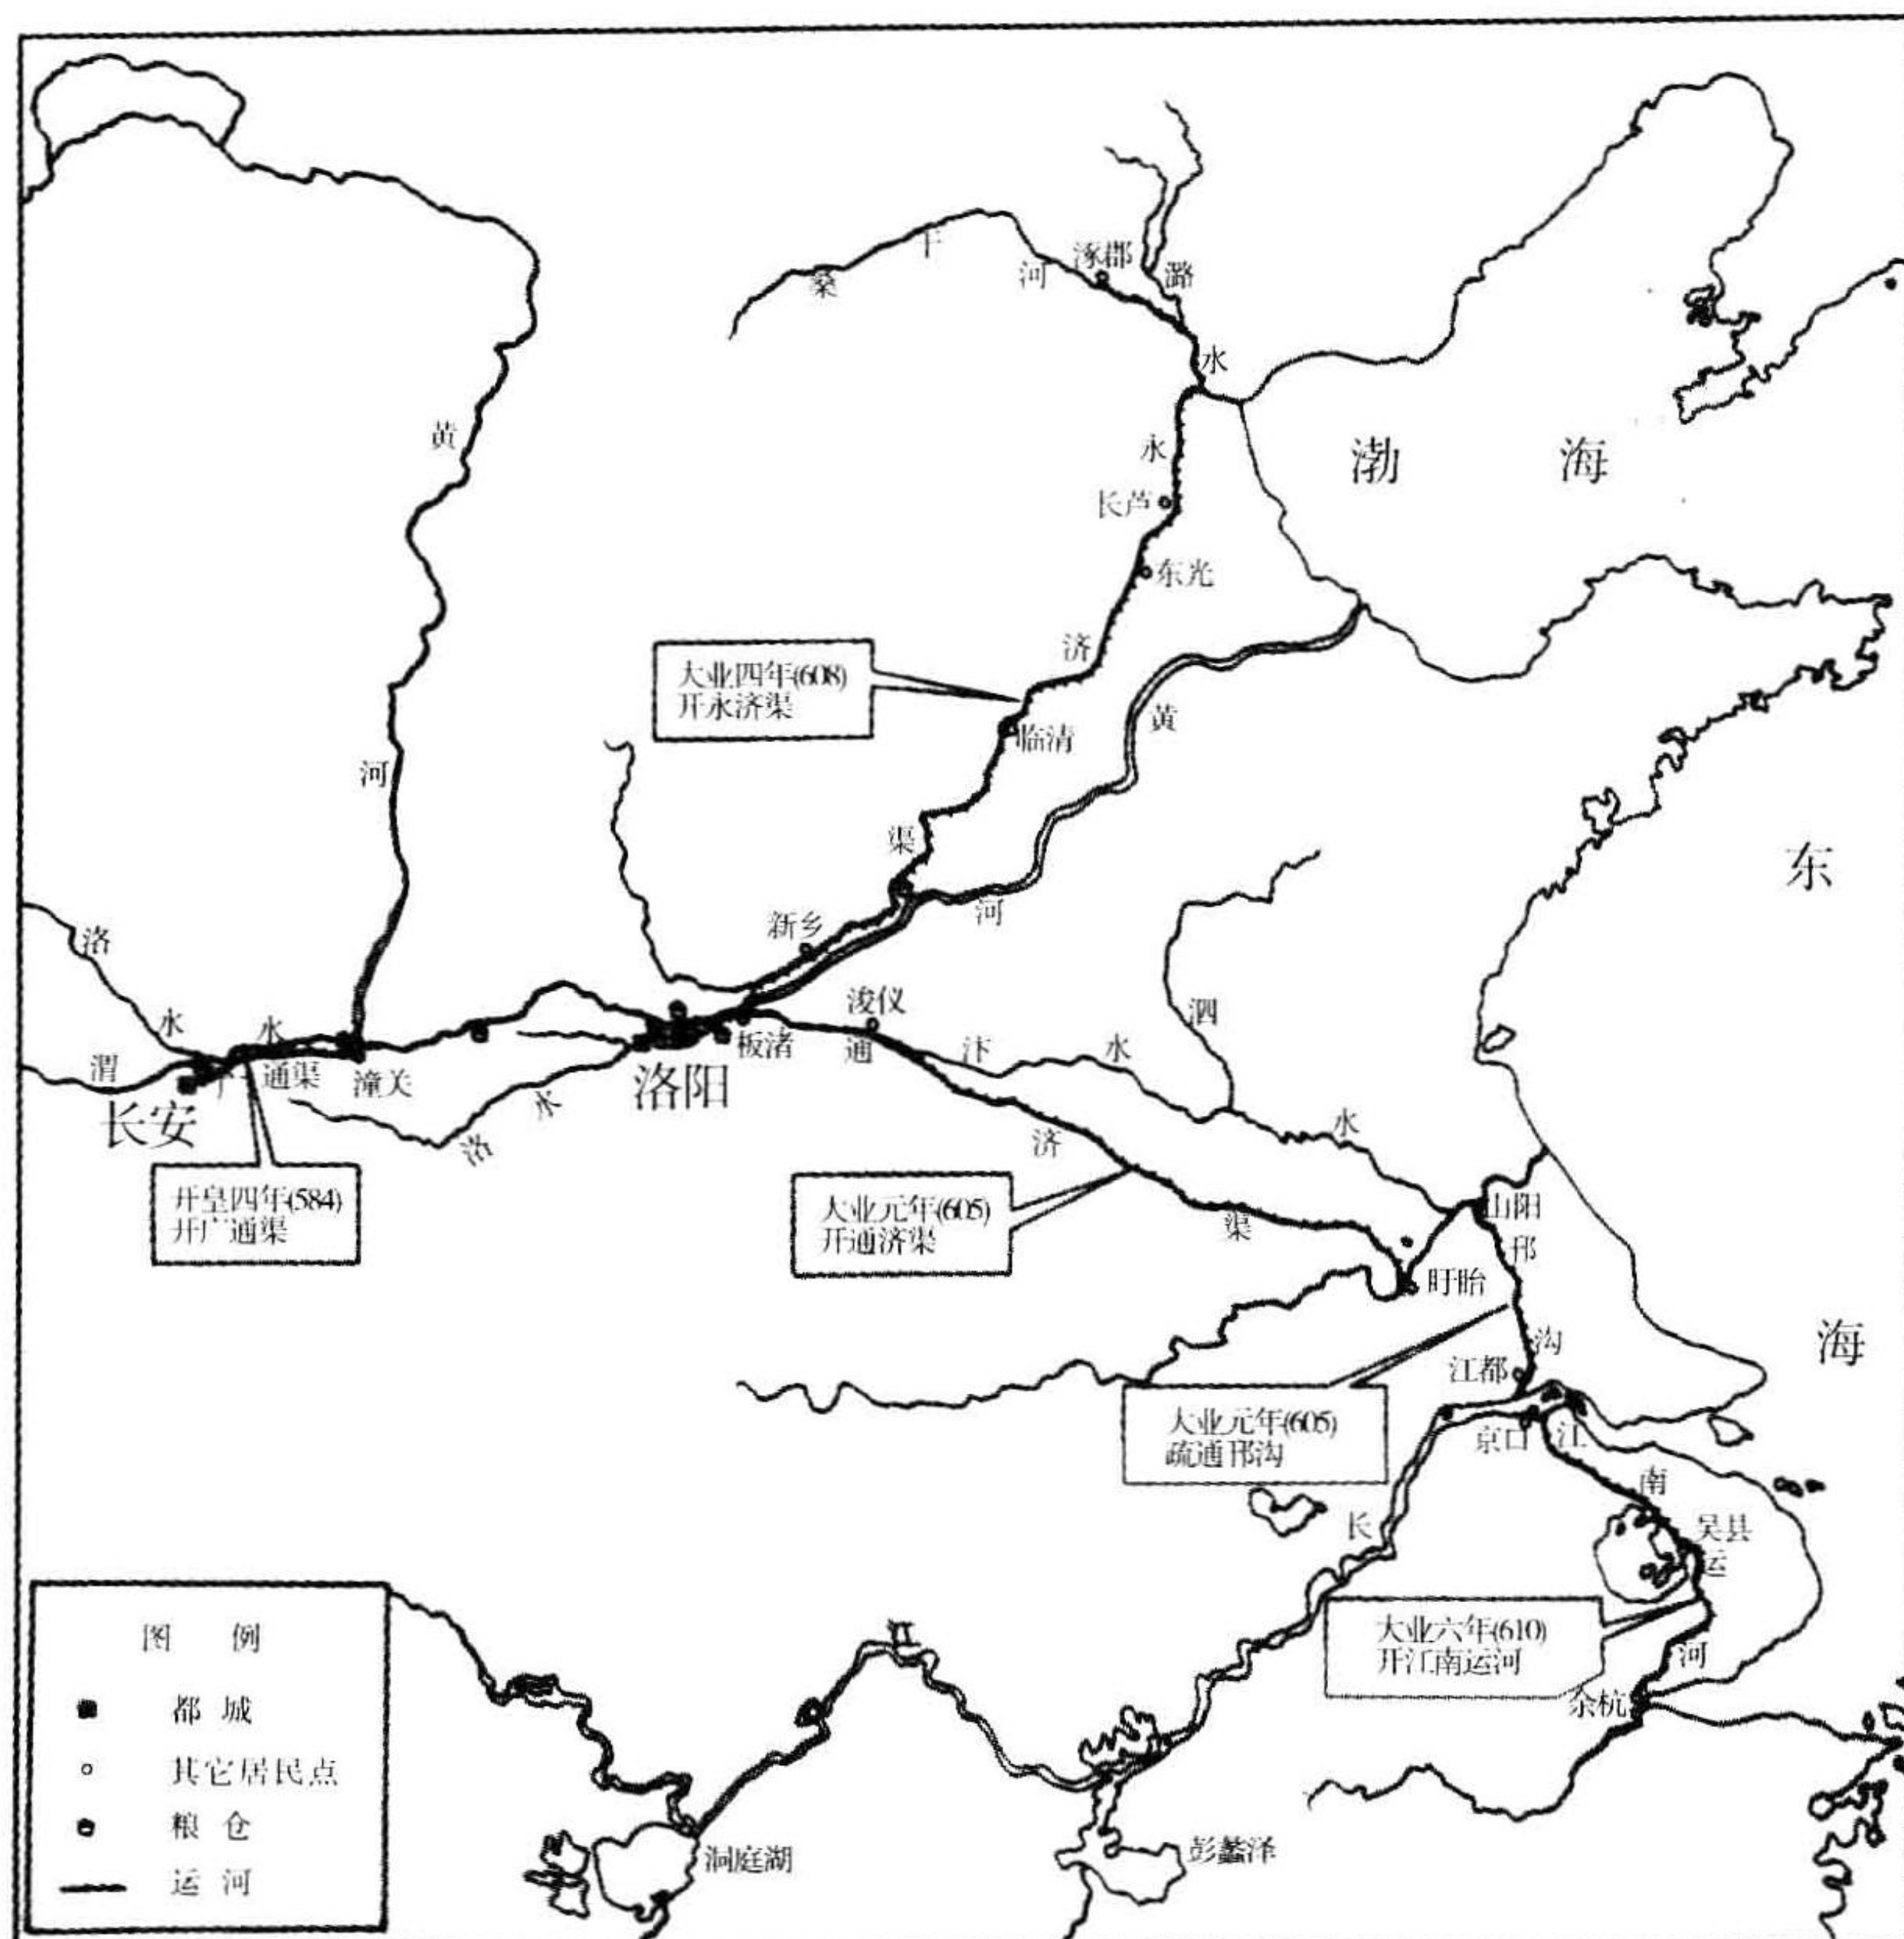 桑干河
涿郡
潞水
渤海
黄河
永济渠
长芦
东光
大业四年(608)
开永济渠
临清
黄河
新乡
洛水
渭水
通渠
潼关
长安
洛阳
板渚
浚仪
通济渠
汴水
泗水
洛水
东海
开皇四年(584)
开广通渠
大业元年(605)
开通济渠
山阳
邗沟
盱眙
江都
大业元年(605)
疏通邗沟
京口
江南运河
吴县
长江
大业六年(610)
开江南运河
余杭
洞庭湖
彭蠡泽
图例
都城
其它居民点
粮仓
运河